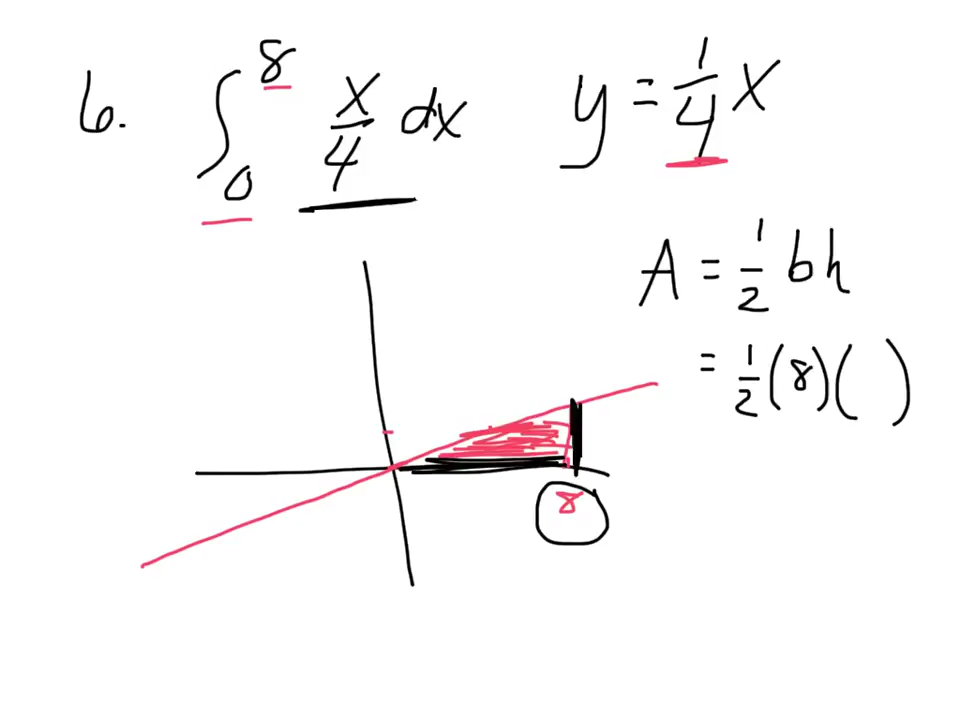 6. ∫₀⁸ x/4 dx y = 1/4 x
A = 1/2 bh
= 1/2 (8)( )
8